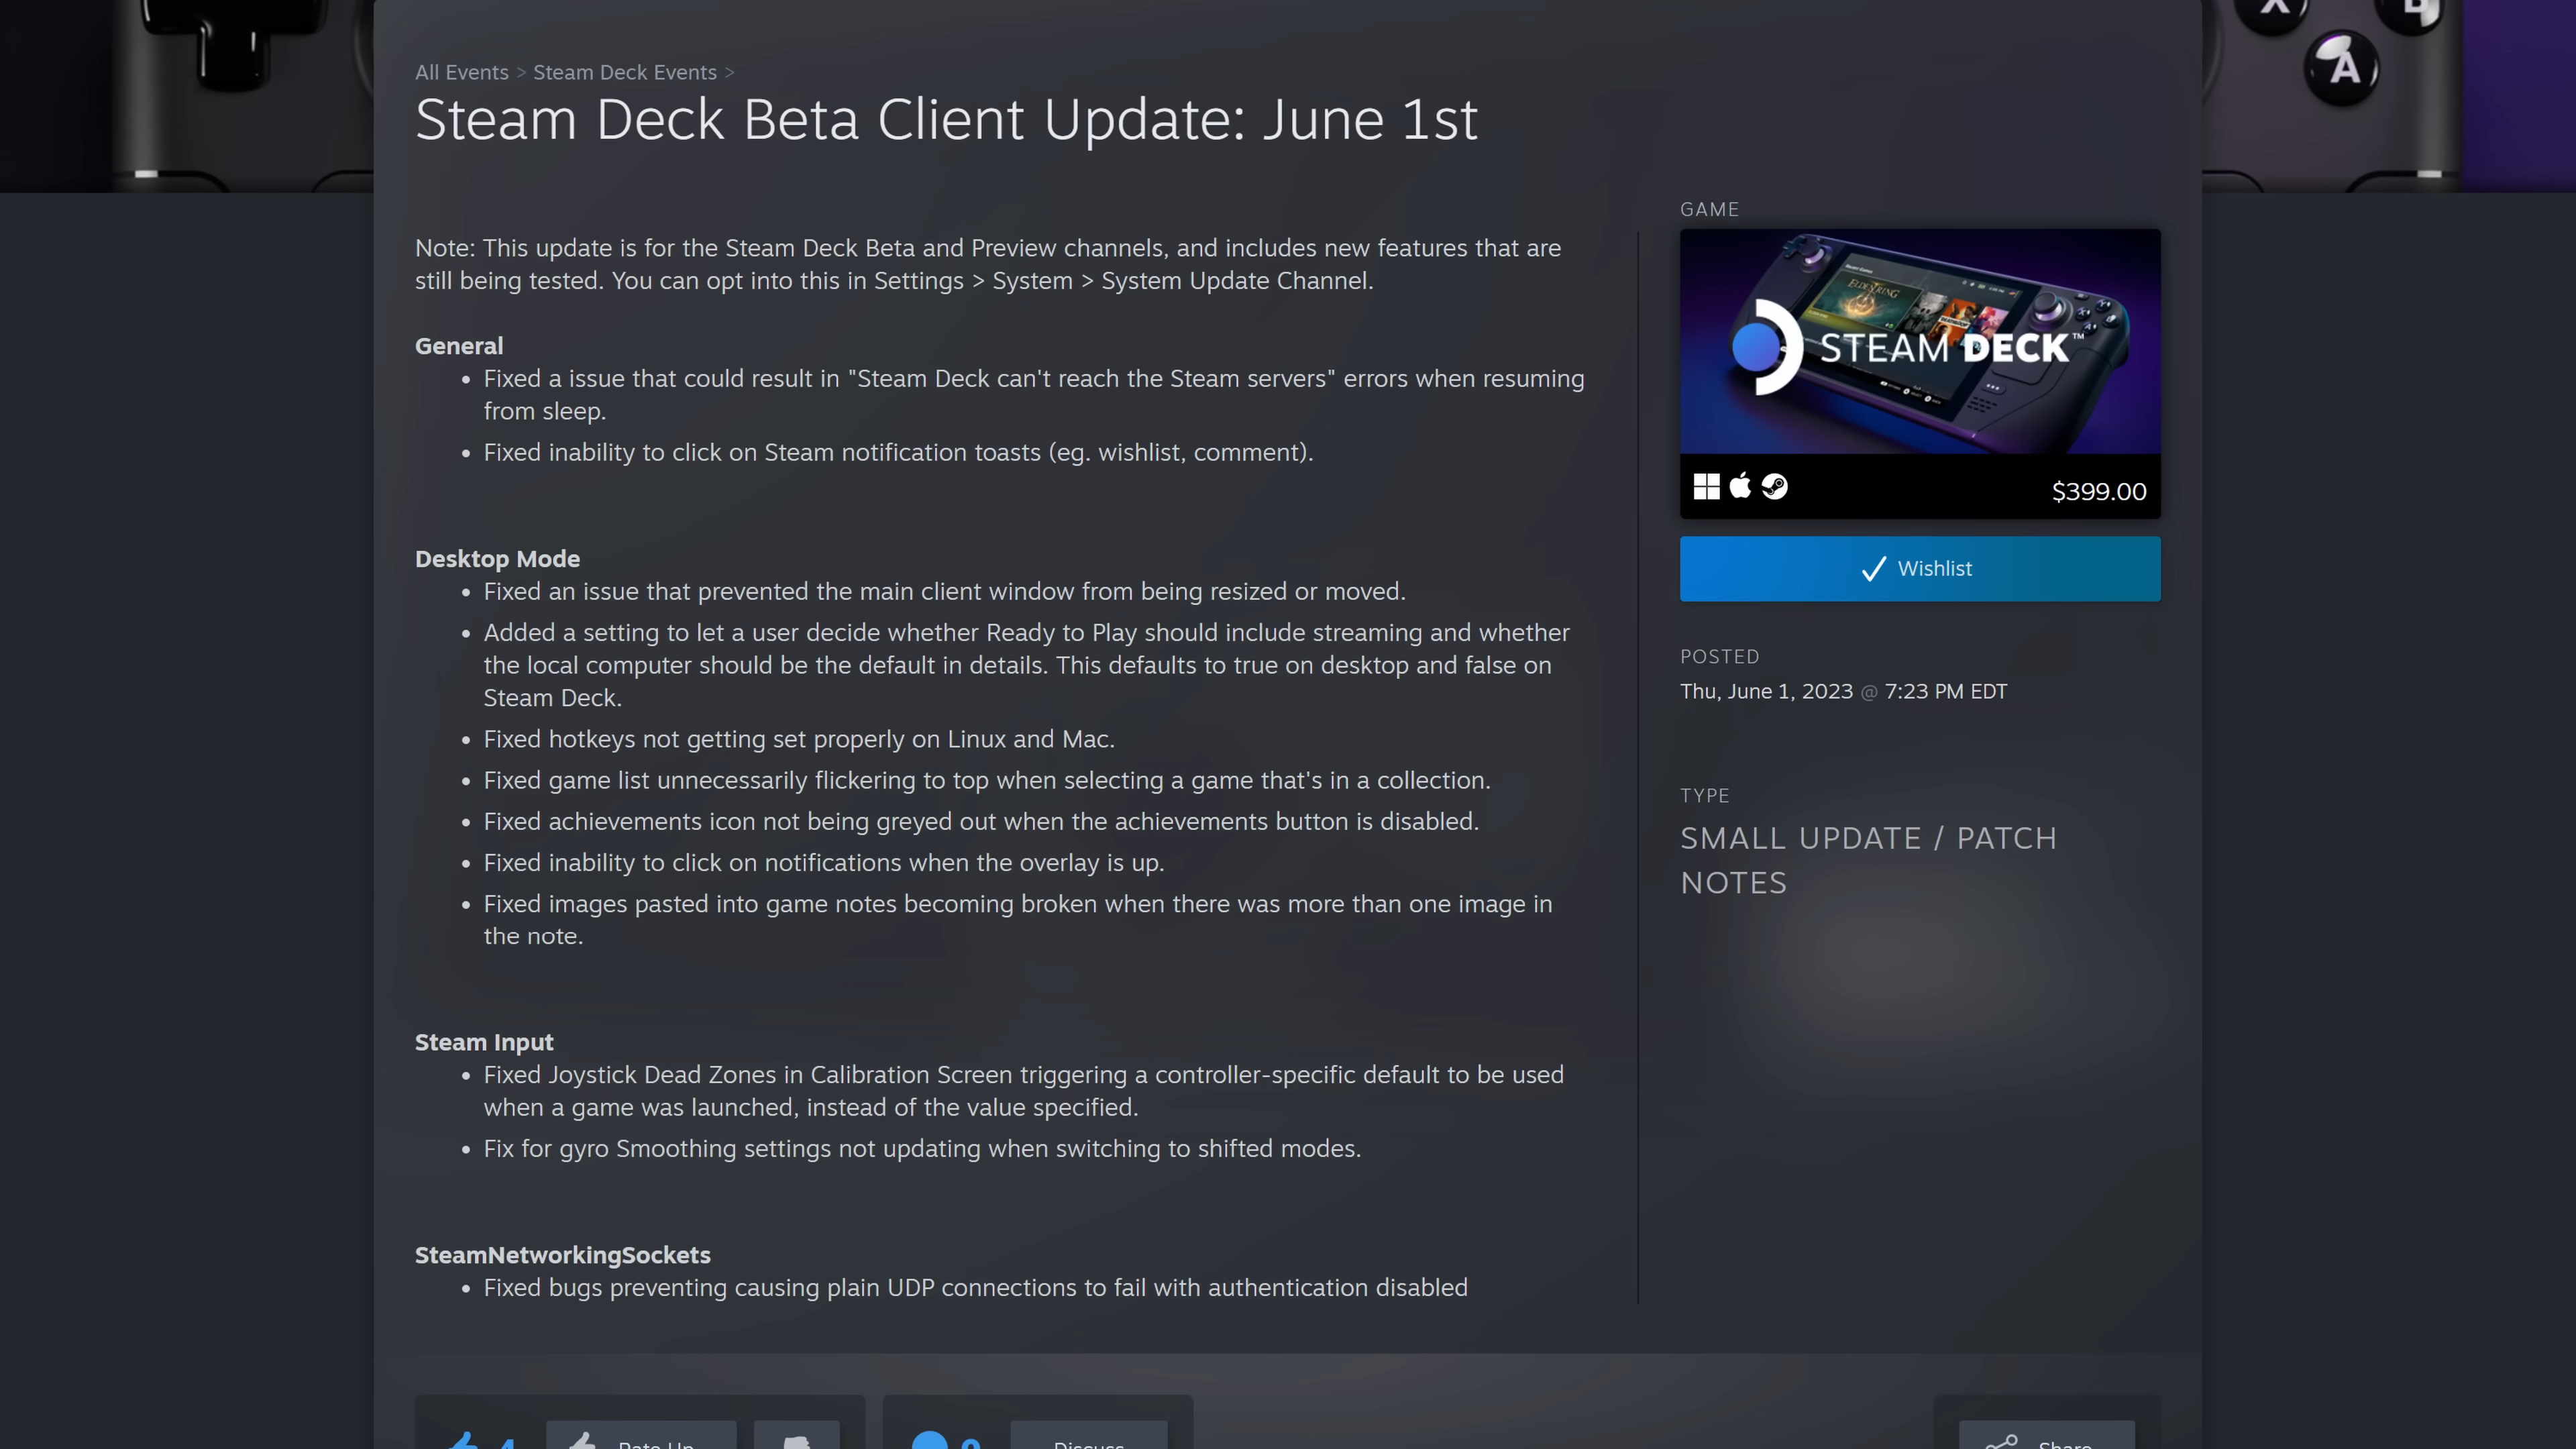 X
B
A
All Events > Steam Deck Events >
Steam Deck Beta Client Update: June 1st
Note: This update is for the Steam Deck Beta and Preview channels, and includes new features that are
still being tested. You can opt into this in Settings > System > System Update Channel.
General
• Fixed a issue that could result in "Steam Deck can't reach the Steam servers" errors when resuming
from sleep.
• Fixed inability to click on Steam notification toasts (eg. wishlist, comment).
Desktop Mode
• Fixed an issue that prevented the main client window from being resized or moved.
• Added a setting to let a user decide whether Ready to Play should include streaming and whether
the local computer should be the default in details. This defaults to true on desktop and false on
Steam Deck.
• Fixed hotkeys not getting set properly on Linux and Mac.
• Fixed game list unnecessarily flickering to top when selecting a game that's in a collection.
• Fixed achievements icon not being greyed out when the achievements button is disabled.
• Fixed inability to click on notifications when the overlay is up.
• Fixed images pasted into game notes becoming broken when there was more than one image in
the note.
Steam Input
• Fixed Joystick Dead Zones in Calibration Screen triggering a controller-specific default to be used
when a game was launched, instead of the value specified.
• Fix for gyro Smoothing settings not updating when switching to shifted modes.
SteamNetworkingSockets
• Fixed bugs preventing causing plain UDP connections to fail with authentication disabled
GAME
ELDEN RING
STEAM DECK™
$399.00
Wishlist
POSTED
Thu, June 1, 2023 @ 7:23 PM EDT
TYPE
SMALL UPDATE / PATCH
NOTES
4
Rate Up
Discuss
Share